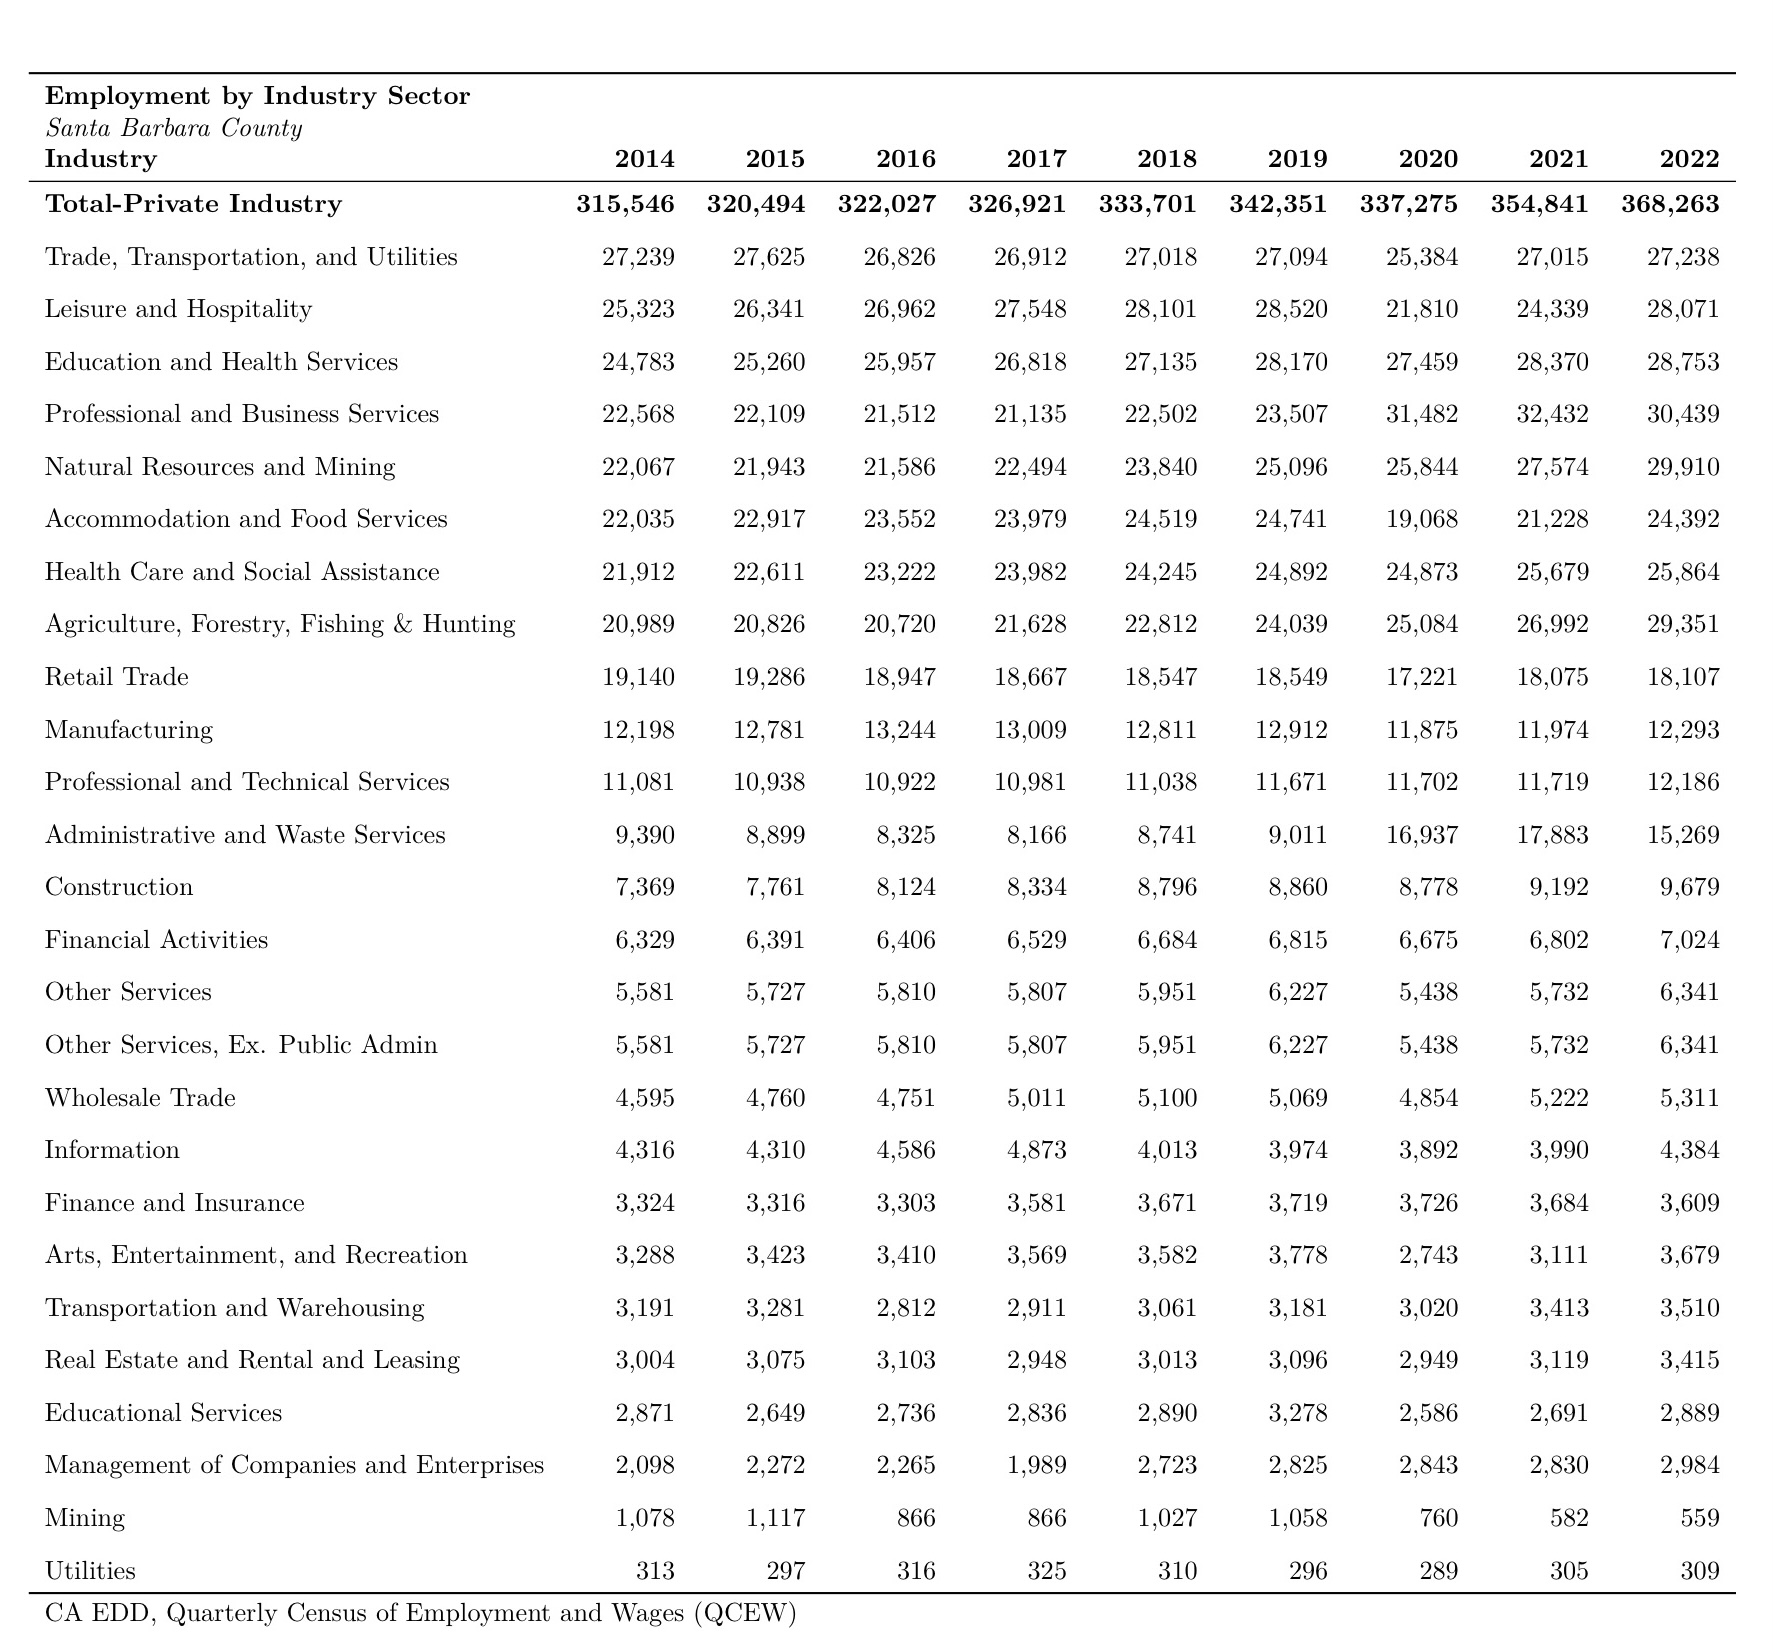 Employment by Industry Sector
Santa Barbara County
Industry 2014 2015 2016 2017 2018 2019 2020 2021 2022
Total-Private Industry 315,546 320,494 322,027 326,921 333,701 342,351 337,275 354,841 368,263
Trade, Transportation, and Utilities 27,239 27,625 26,826 26,912 27,018 27,094 25,384 27,015 27,238
Leisure and Hospitality 25,323 26,341 26,962 27,548 28,101 28,520 21,810 24,339 28,071
Education and Health Services 24,783 25,260 25,957 26,818 27,135 28,170 27,459 28,370 28,753
Professional and Business Services 22,568 22,109 21,512 21,135 22,502 23,507 31,482 32,432 30,439
Natural Resources and Mining 22,067 21,943 21,586 22,494 23,840 25,096 25,844 27,574 29,910
Accommodation and Food Services 22,035 22,917 23,552 23,979 24,519 24,741 19,068 21,228 24,392
Health Care and Social Assistance 21,912 22,611 23,222 23,982 24,245 24,892 24,873 25,679 25,864
Agriculture, Forestry, Fishing & Hunting 20,989 20,826 20,720 21,628 22,812 24,039 25,084 26,992 29,351
Retail Trade 19,140 19,286 18,947 18,667 18,547 18,549 17,221 18,075 18,107
Manufacturing 12,198 12,781 13,244 13,009 12,811 12,912 11,875 11,974 12,293
Professional and Technical Services 11,081 10,938 10,922 10,981 11,038 11,671 11,702 11,719 12,186
Administrative and Waste Services 9,390 8,899 8,325 8,166 8,741 9,011 16,937 17,883 15,269
Construction 7,369 7,761 8,124 8,334 8,796 8,860 8,778 9,192 9,679
Financial Activities 6,329 6,391 6,406 6,529 6,684 6,815 6,675 6,802 7,024
Other Services 5,581 5,727 5,810 5,807 5,951 6,227 5,438 5,732 6,341
Other Services, Ex. Public Admin 5,581 5,727 5,810 5,807 5,951 6,227 5,438 5,732 6,341
Wholesale Trade 4,595 4,760 4,751 5,011 5,100 5,069 4,854 5,222 5,311
Information 4,316 4,310 4,586 4,873 4,013 3,974 3,892 3,990 4,384
Finance and Insurance 3,324 3,316 3,303 3,581 3,671 3,719 3,726 3,684 3,609
Arts, Entertainment, and Recreation 3,288 3,423 3,410 3,569 3,582 3,778 2,743 3,111 3,679
Transportation and Warehousing 3,191 3,281 2,812 2,911 3,061 3,181 3,020 3,413 3,510
Real Estate and Rental and Leasing 3,004 3,075 3,103 2,948 3,013 3,096 2,949 3,119 3,415
Educational Services 2,871 2,649 2,736 2,836 2,890 3,278 2,586 2,691 2,889
Management of Companies and Enterprises 2,098 2,272 2,265 1,989 2,723 2,825 2,843 2,830 2,984
Mining 1,078 1,117 866 866 1,027 1,058 760 582 559
Utilities 313 297 316 325 310 296 289 305 309
CA EDD, Quarterly Census of Employment and Wages (QCEW)